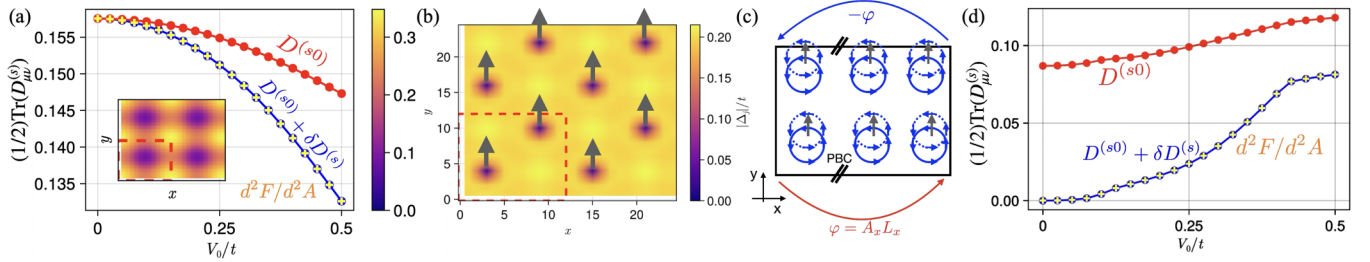 (a)
(1/2)Tr(D_{μν}^{(s)})
0.155
0.150
0.145
0.140
0.135
D^{(s0)}
D^{(s0)} + δD^{(s)}
d²F/d²A
y
x
0
0.25
0.5
V₀/t
0.3
0.2
0.1
0.0
(b)
y
20
15
10
5
0
0
5
10
15
20
x
|Δ_j|/t
0.20
0.15
0.10
0.05
0.00
(c)
−φ
PBC
y
x
φ = A_x L_x
(d)
(1/2)Tr(D_{μν}^{(s)})
0.10
0.05
0.00
D^{(s0)}
D^{(s0)} + δD^{(s)}
d²F/d²A
0
0.25
0.5
V₀/t